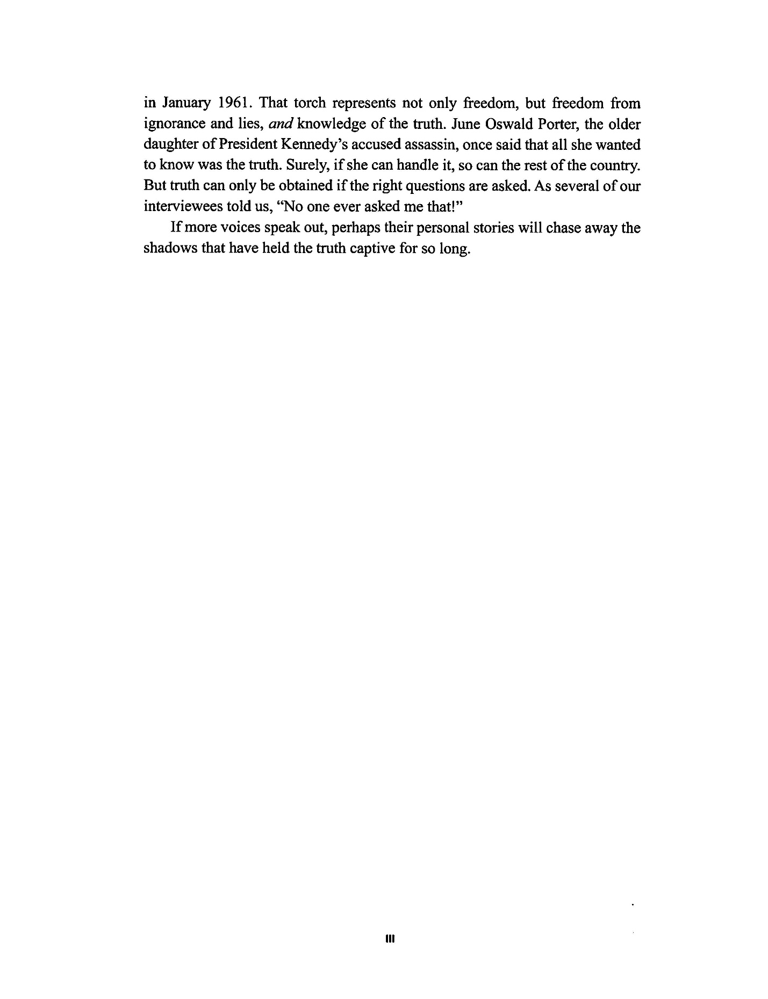 in January 1961. That torch represents not only freedom, but freedom from
ignorance and lies, and knowledge of the truth. June Oswald Porter, the older
daughter of President Kennedy’s accused assassin, once said that all she wanted
to know was the truth. Surely, if she can handle it, so can the rest of the country.
But truth can only be obtained if the right questions are asked. As several of our
interviewees told us, “No one ever asked me that!”
If more voices speak out, perhaps their personal stories will chase away the
shadows that have held the truth captive for so long.
III